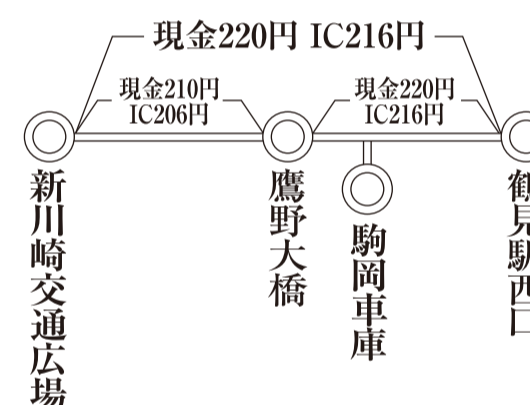 現金220円 IC216円
現金210円
IC206円
現金220円
IC216円
新川崎交通広場
鷹野大橋
駒岡車庫
鶴見駅西口